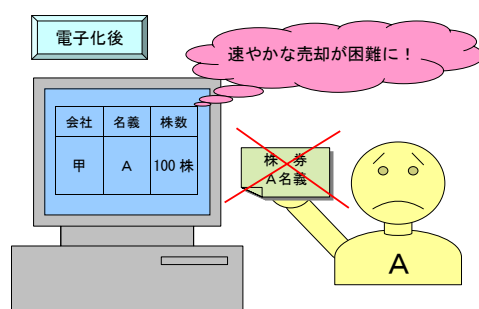 電子化後
速やかな売却が困難に！
会社 名義 株数
甲 A 100株
株 券
A名義
A